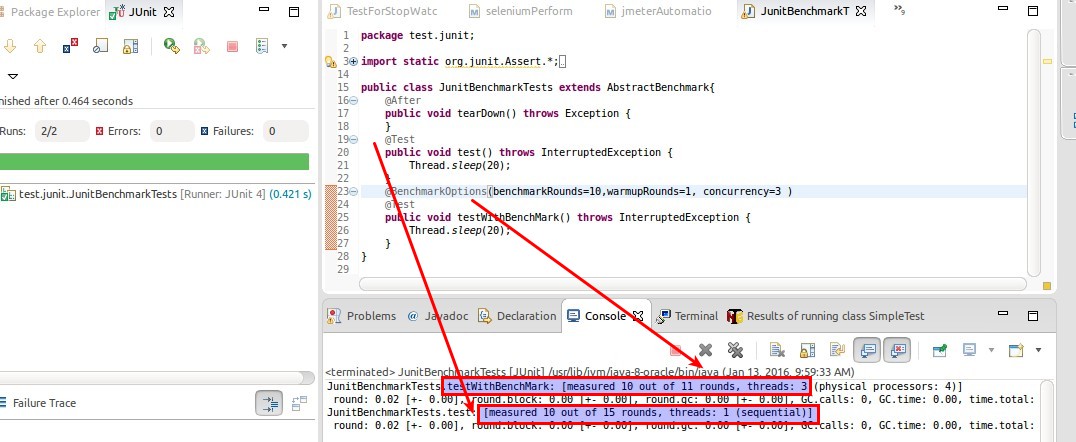 Package Explorer JUnit
nished after 0.464 seconds
Runs: 2/2 Errors: 0 Failures: 0
test.junit.JunitBenchmarkTests [Runner: JUnit 4] (0.421 s)
Failure Trace
TestForStopWatc seleniumPerform jmeterAutomatio JunitBenchmarkT »9
1 package test.junit;
2
3 import static org.junit.Assert.*;
14
15 public class JunitBenchmarkTests extends AbstractBenchmark{
16 @After
17 public void tearDown() throws Exception {
18 }
19 @Test
20 public void test() throws InterruptedException {
21 Thread.sleep(20);
22 }
23 @BenchmarkOptions(benchmarkRounds=10,warmupRounds=1, concurrency=3 )
24 @Test
25 public void testWithBenchMark() throws InterruptedException {
26 Thread.sleep(20);
27 }
28 }
29
Problems @ Javadoc Declaration Console Terminal Results of running class SimpleTest
<terminated> JunitBenchmarkTests [JUnit] /usr/lib/jvm/java-8-oracle/bin/java (Jan 13, 2016, 9:59:33 AM)
JunitBenchmarkTests.testWithBenchMark: [measured 10 out of 11 rounds, threads: 3 (physical processors: 4)]
round: 0.02 [+- 0.00], round.block: 0.00 [+- 0.00], round.gc: 0.00 [+- 0.00], GC.calls: 0, GC.time: 0.00, time.total:
JunitBenchmarkTests.test: [measured 10 out of 15 rounds, threads: 1 (sequential)]
round: 0.02 [+- 0.00], round.block: 0.00 [+- 0.00], round.gc: 0.00 [+- 0.00], GC.calls: 0, GC.time: 0.00, time.total: